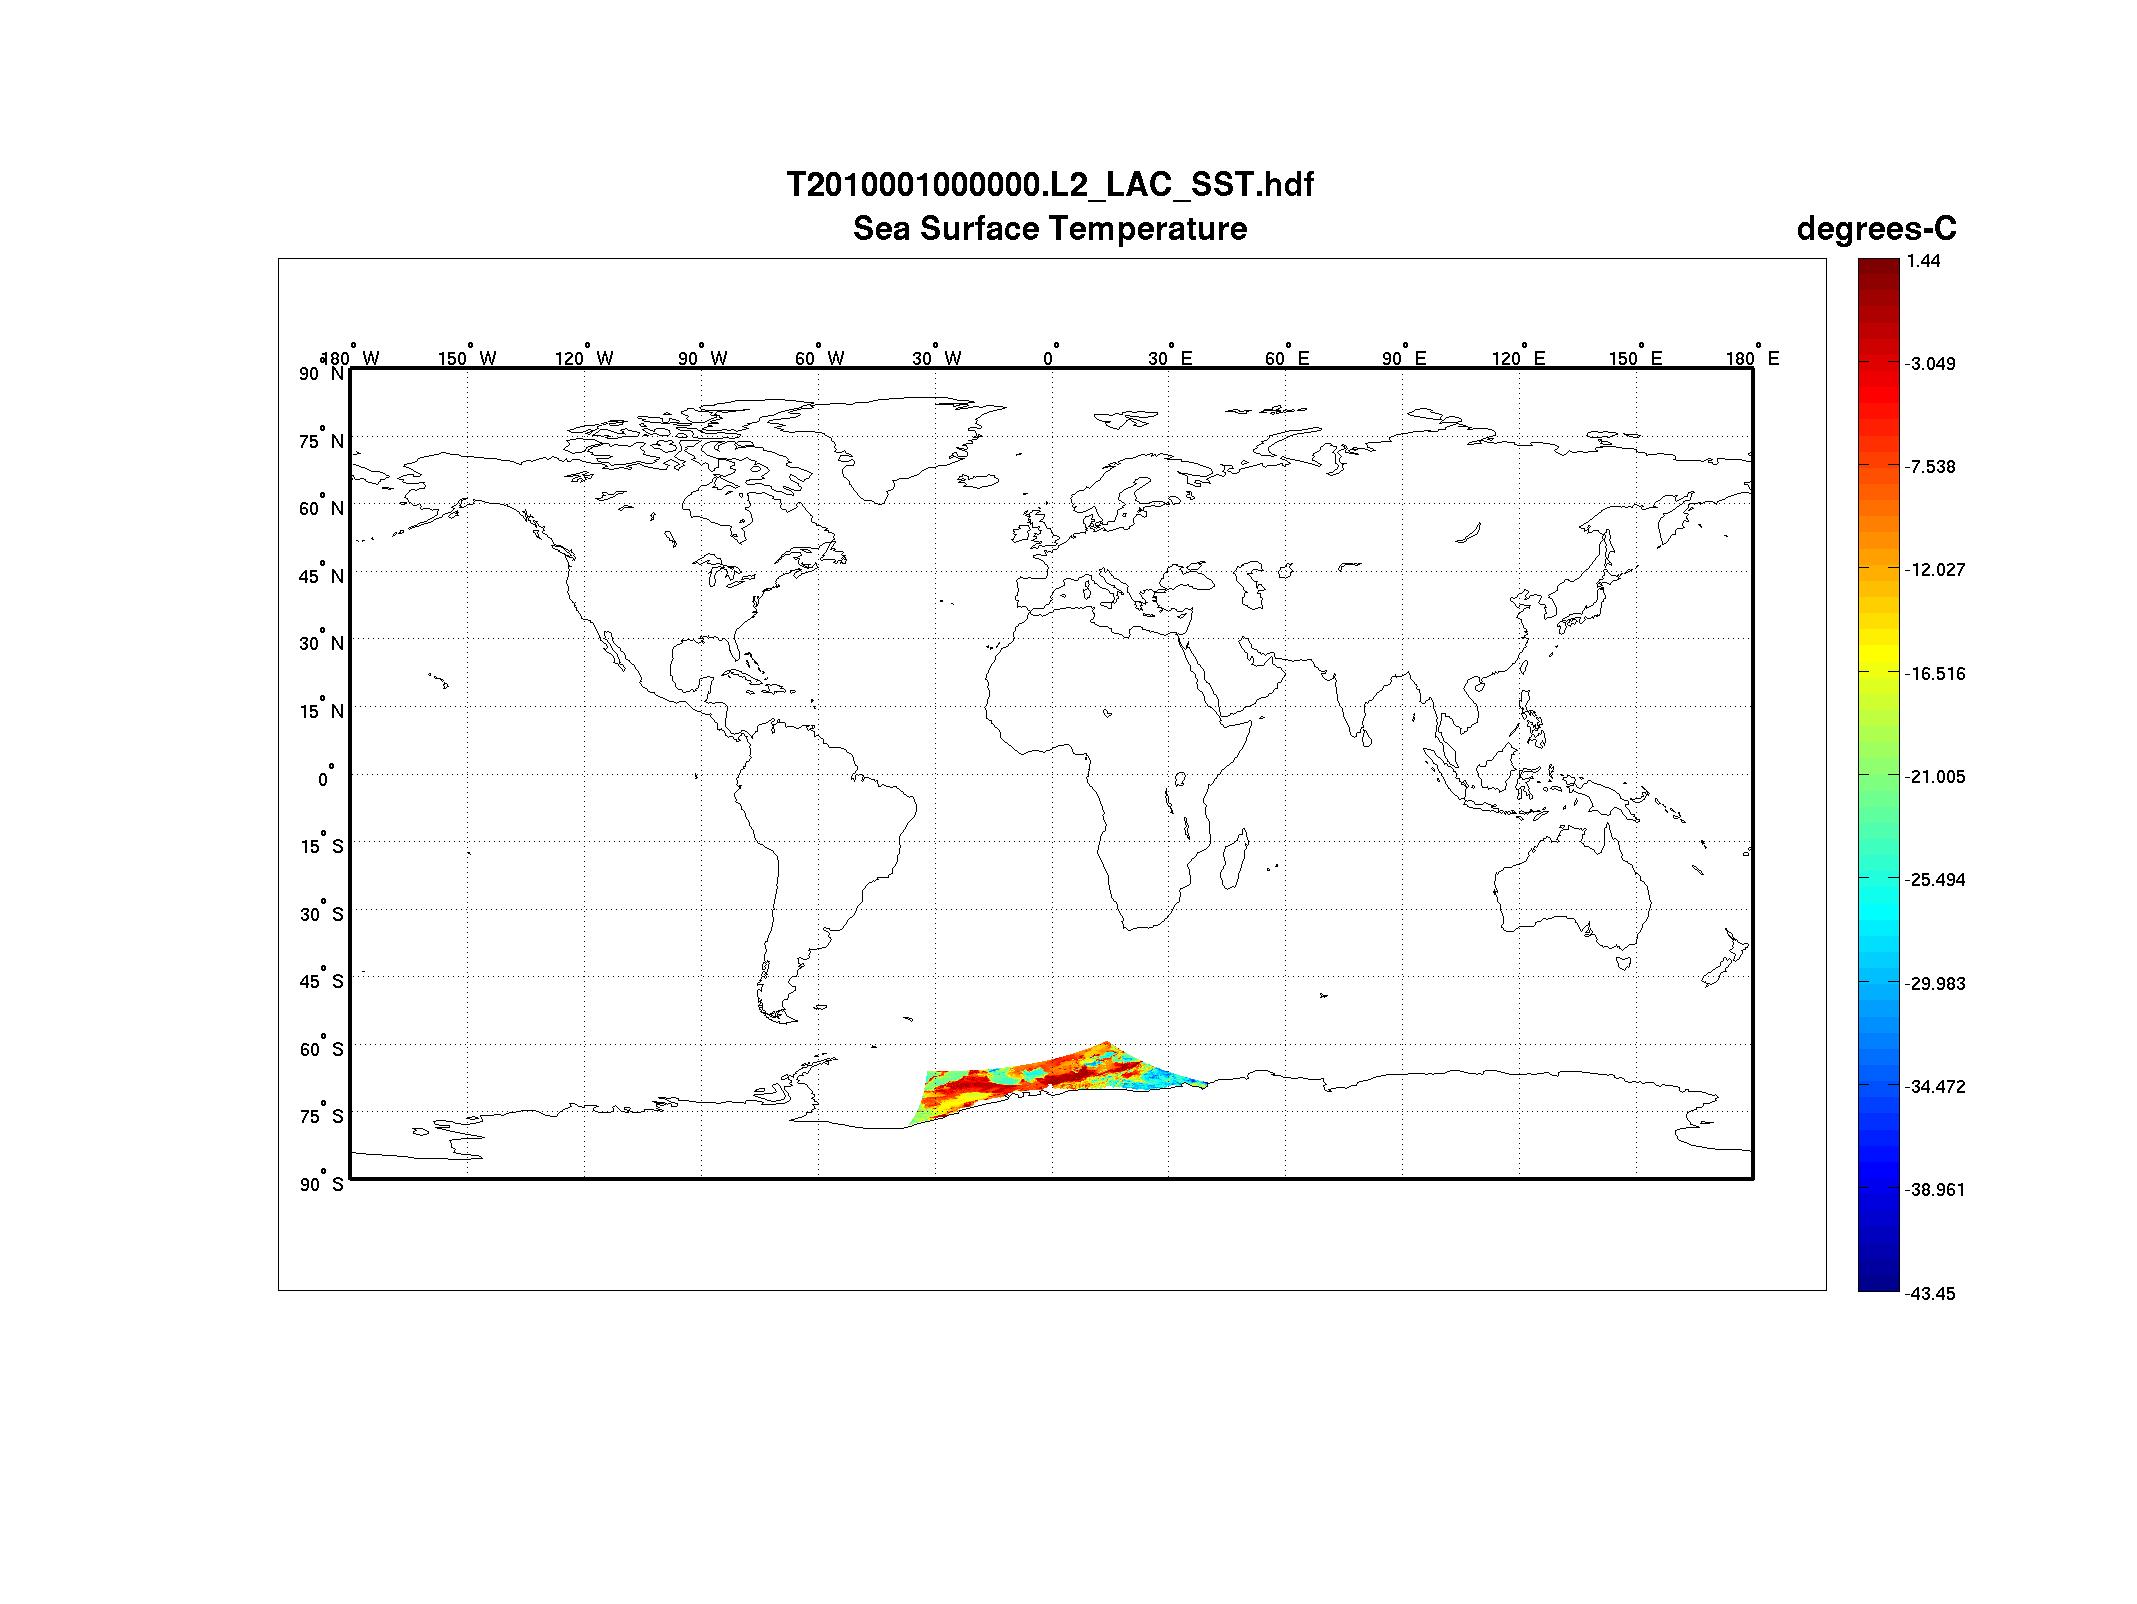 T2010001000000.L2_LAC_SST.hdf
Sea Surface Temperature
degrees-C
180° W 150° W 120° W 90° W 60° W 30° W 0° 30° E 60° E 90° E 120° E 150° E 180° E
90° N
75° N
60° N
45° N
30° N
15° N
0°
15° S
30° S
45° S
60° S
75° S
90° S
1.44
-3.049
-7.538
-12.027
-16.516
-21.005
-25.494
-29.983
-34.472
-38.961
-43.45